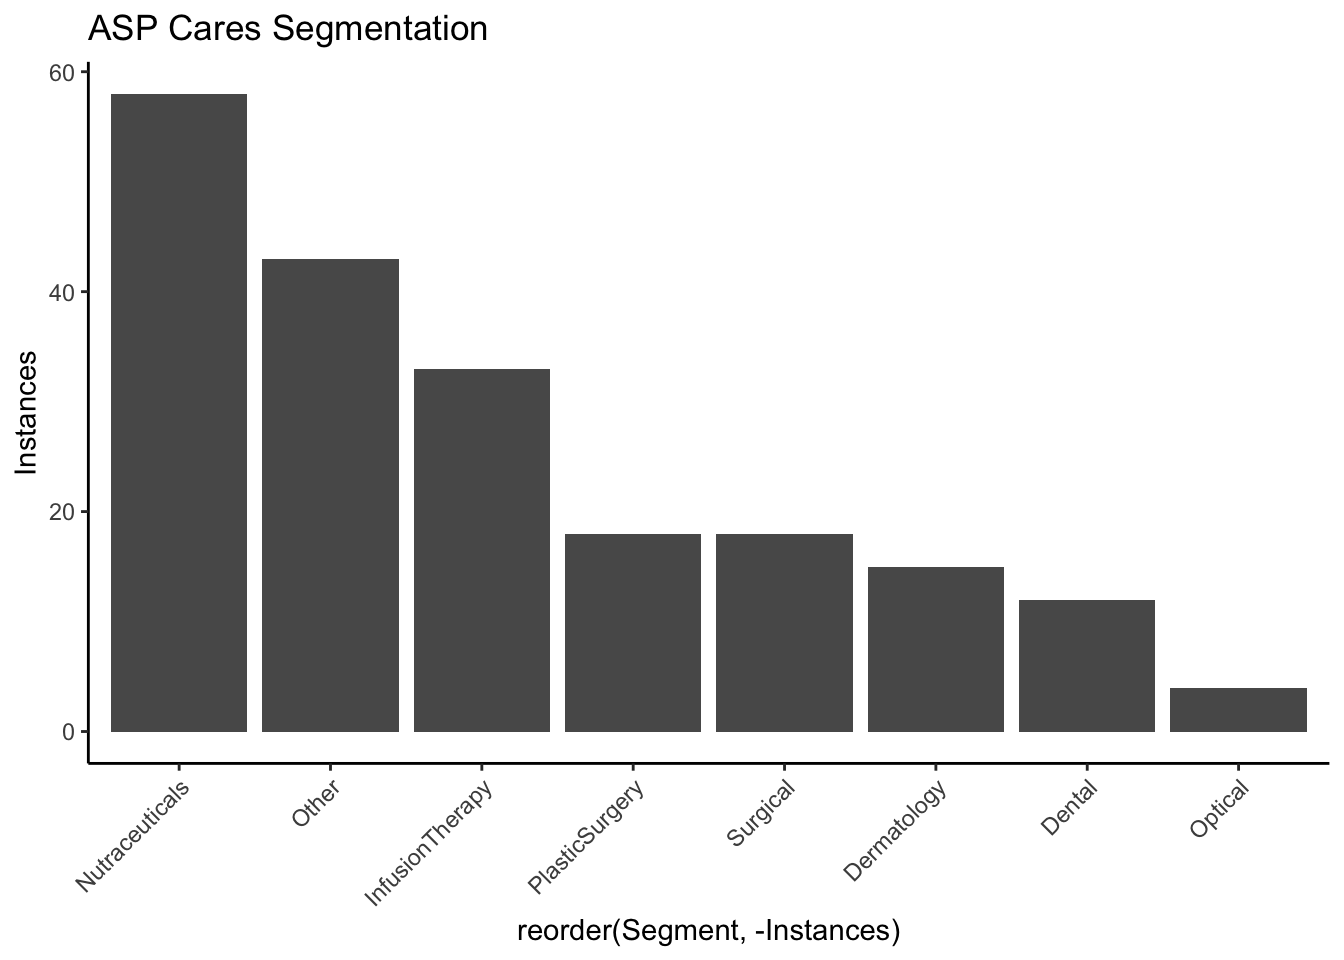 ASP Cares Segmentation
60
40
20
0
Instances
Nutraceuticals
Other
InfusionTherapy
PlasticSurgery
Surgical
Dermatology
Dental
Optical
reorder(Segment, -Instances)